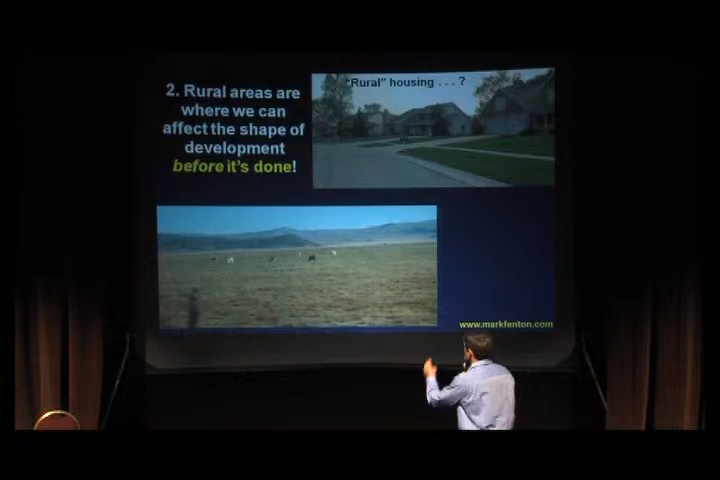 2. Rural areas are
where we can
affect the shape of
development
before it's done!
"Rural" housing . . . ?
www.markfenton.com